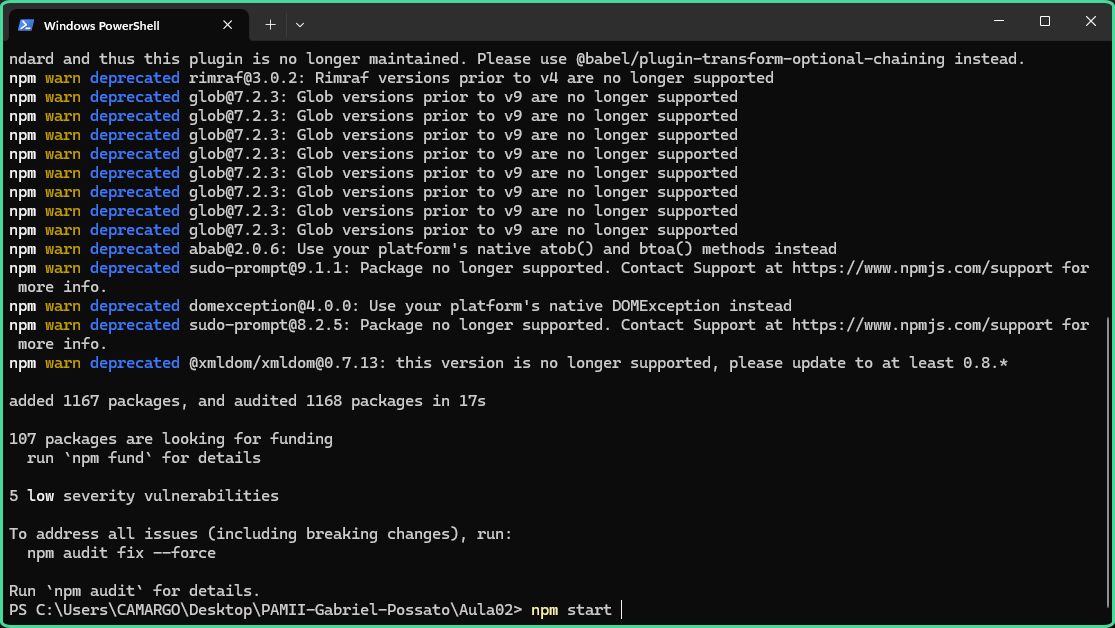 Windows PowerShell
ndard and thus this plugin is no longer maintained. Please use @babel/plugin-transform-optional-chaining instead.
npm warn deprecated rimraf@3.0.2: Rimraf versions prior to v4 are no longer supported
npm warn deprecated glob@7.2.3: Glob versions prior to v9 are no longer supported
npm warn deprecated glob@7.2.3: Glob versions prior to v9 are no longer supported
npm warn deprecated glob@7.2.3: Glob versions prior to v9 are no longer supported
npm warn deprecated glob@7.2.3: Glob versions prior to v9 are no longer supported
npm warn deprecated glob@7.2.3: Glob versions prior to v9 are no longer supported
npm warn deprecated glob@7.2.3: Glob versions prior to v9 are no longer supported
npm warn deprecated glob@7.2.3: Glob versions prior to v9 are no longer supported
npm warn deprecated glob@7.2.3: Glob versions prior to v9 are no longer supported
npm warn deprecated abab@2.0.6: Use your platform's native atob() and btoa() methods instead
npm warn deprecated sudo-prompt@9.1.1: Package no longer supported. Contact Support at https://www.npmjs.com/support for
more info.
npm warn deprecated domexception@4.0.0: Use your platform's native DOMException instead
npm warn deprecated sudo-prompt@8.2.5: Package no longer supported. Contact Support at https://www.npmjs.com/support for
more info.
npm warn deprecated @xmldom/xmldom@0.7.13: this version is no longer supported, please update to at least 0.8.*
added 1167 packages, and audited 1168 packages in 17s
107 packages are looking for funding
run `npm fund` for details
5 low severity vulnerabilities
To address all issues (including breaking changes), run:
npm audit fix --force
Run `npm audit` for details.
PS C:\Users\CAMARGO\Desktop\PAMII-Gabriel-Possato\Aula02> npm start